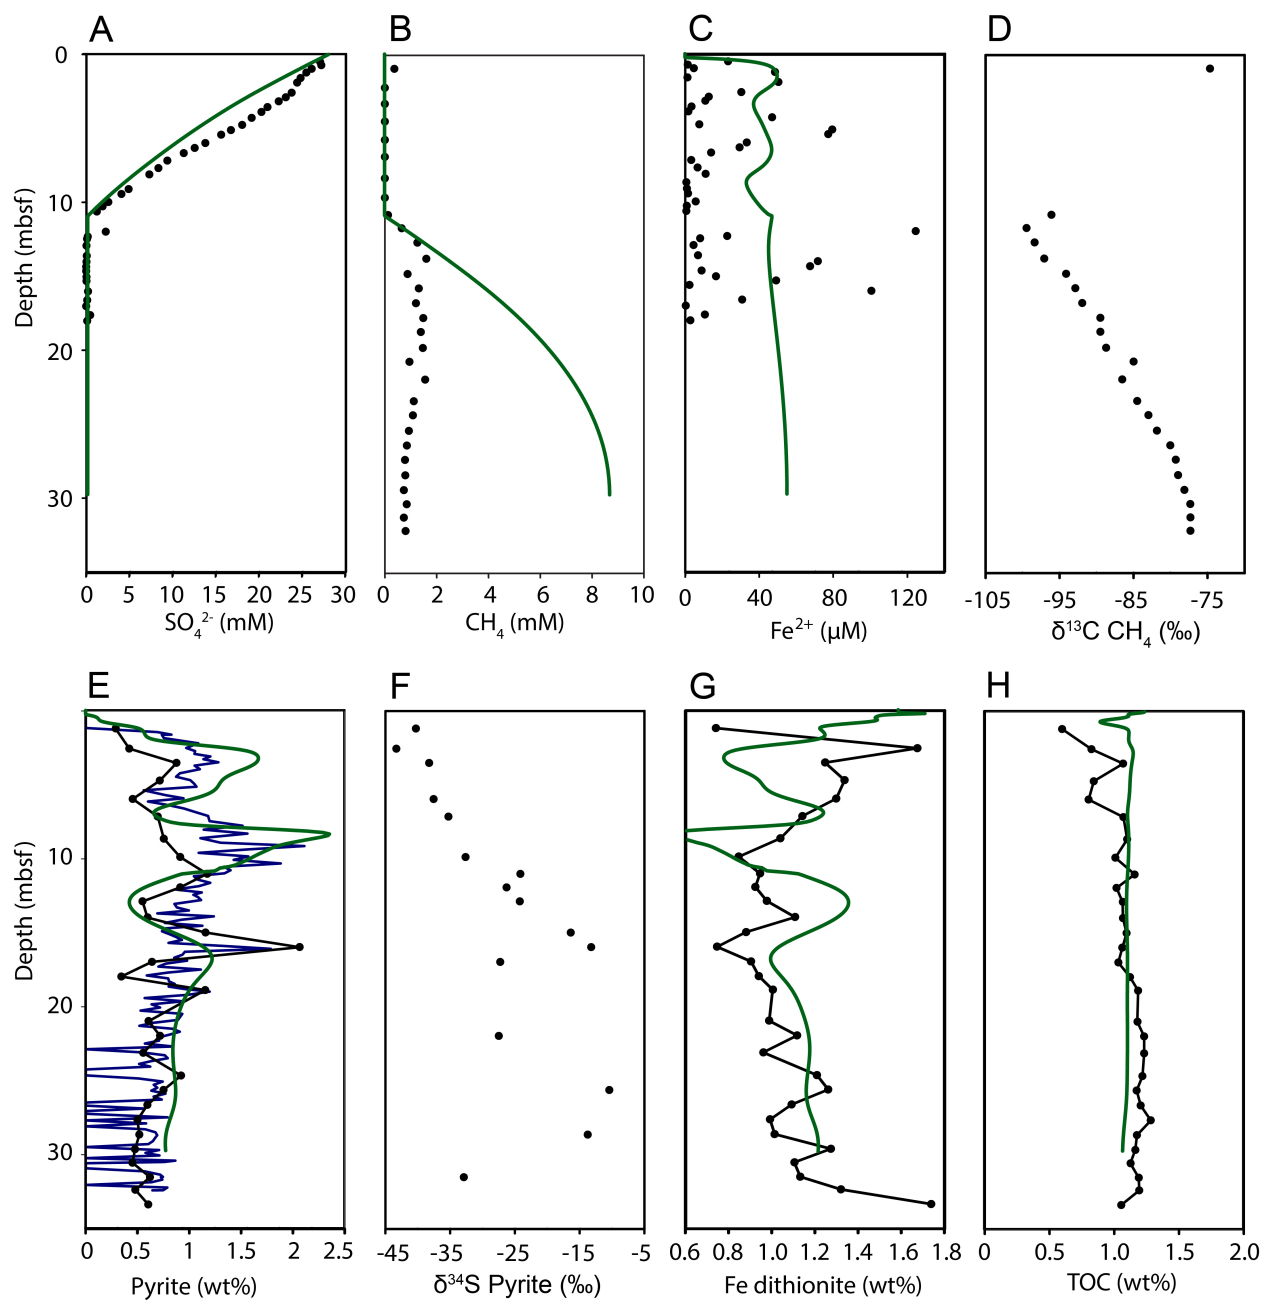 A B C D
0
10
20
30
Depth (mbsf)
0 5 10 15 20 25 30
SO₄²⁻ (mM)
0 2 4 6 8 10
CH₄ (mM)
0 40 80 120
Fe²⁺ (µM)
-105 -95 -85 -75
δ¹³C CH₄ (‰)
E F G H
10
20
30
Depth (mbsf)
0 0.5 1.0 1.5 2 2.5
Pyrite (wt%)
-45 -35 -25 -15 -5
δ³⁴S Pyrite (‰)
0.6 0.8 1.0 1.2 1.4 1.6 1.8
Fe dithionite (wt%)
0 0.5 1.0 1.5 2.0
TOC (wt%)